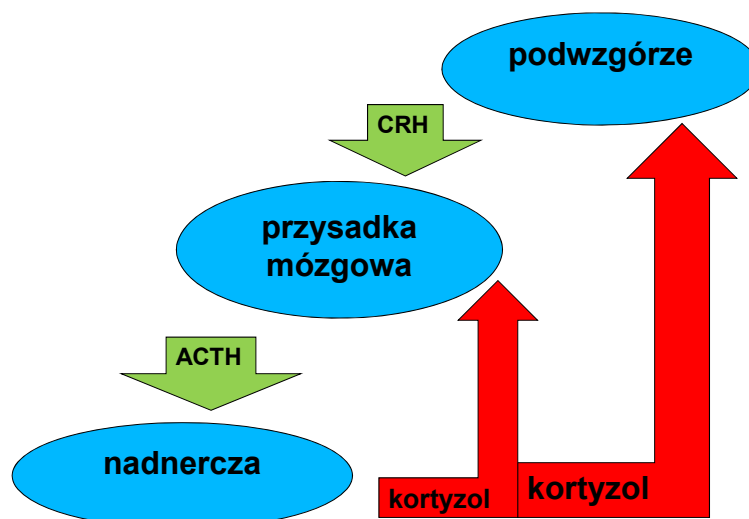 podwzgórze
CRH
przysadka
mózgowa
ACTH
nadnercza
kortyzol
kortyzol